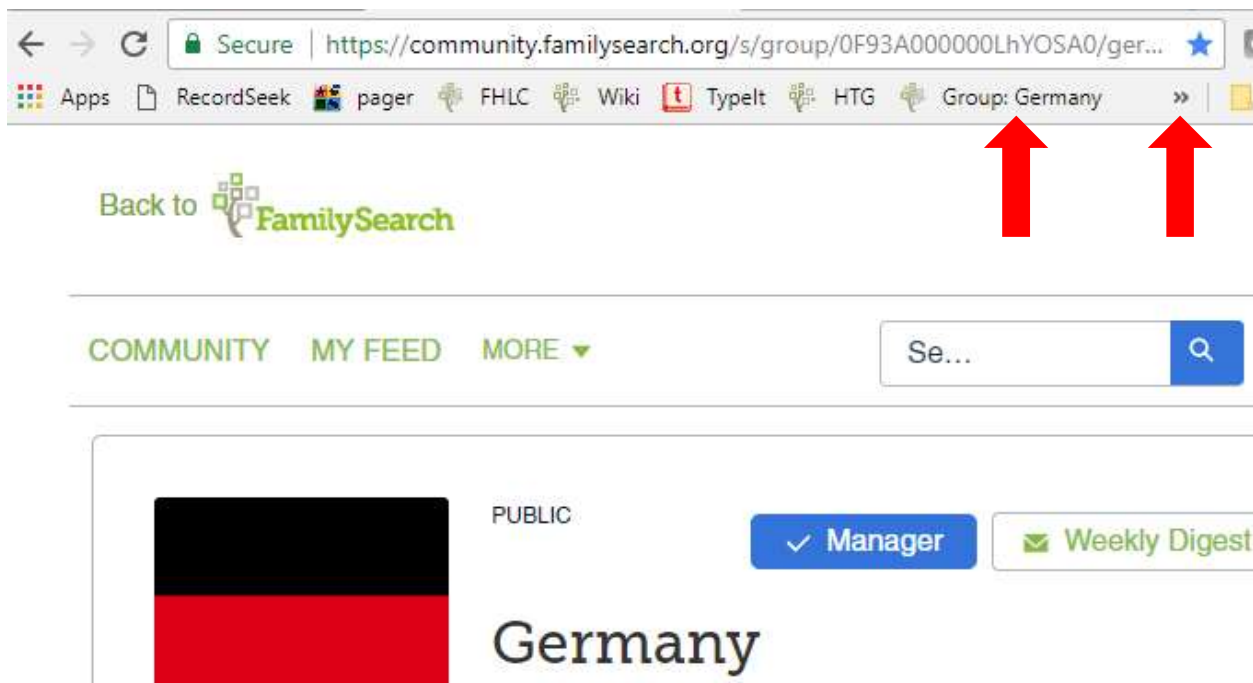 Secure | https://community.familysearch.org/s/group/0F93A000000LhYOSA0/ger...
Apps RecordSeek pager FHLC Wiki t TypeIt HTG Group: Germany »
Back to FamilySearch
COMMUNITY MY FEED MORE Se...
PUBLIC
Manager Weekly Digest
Germany